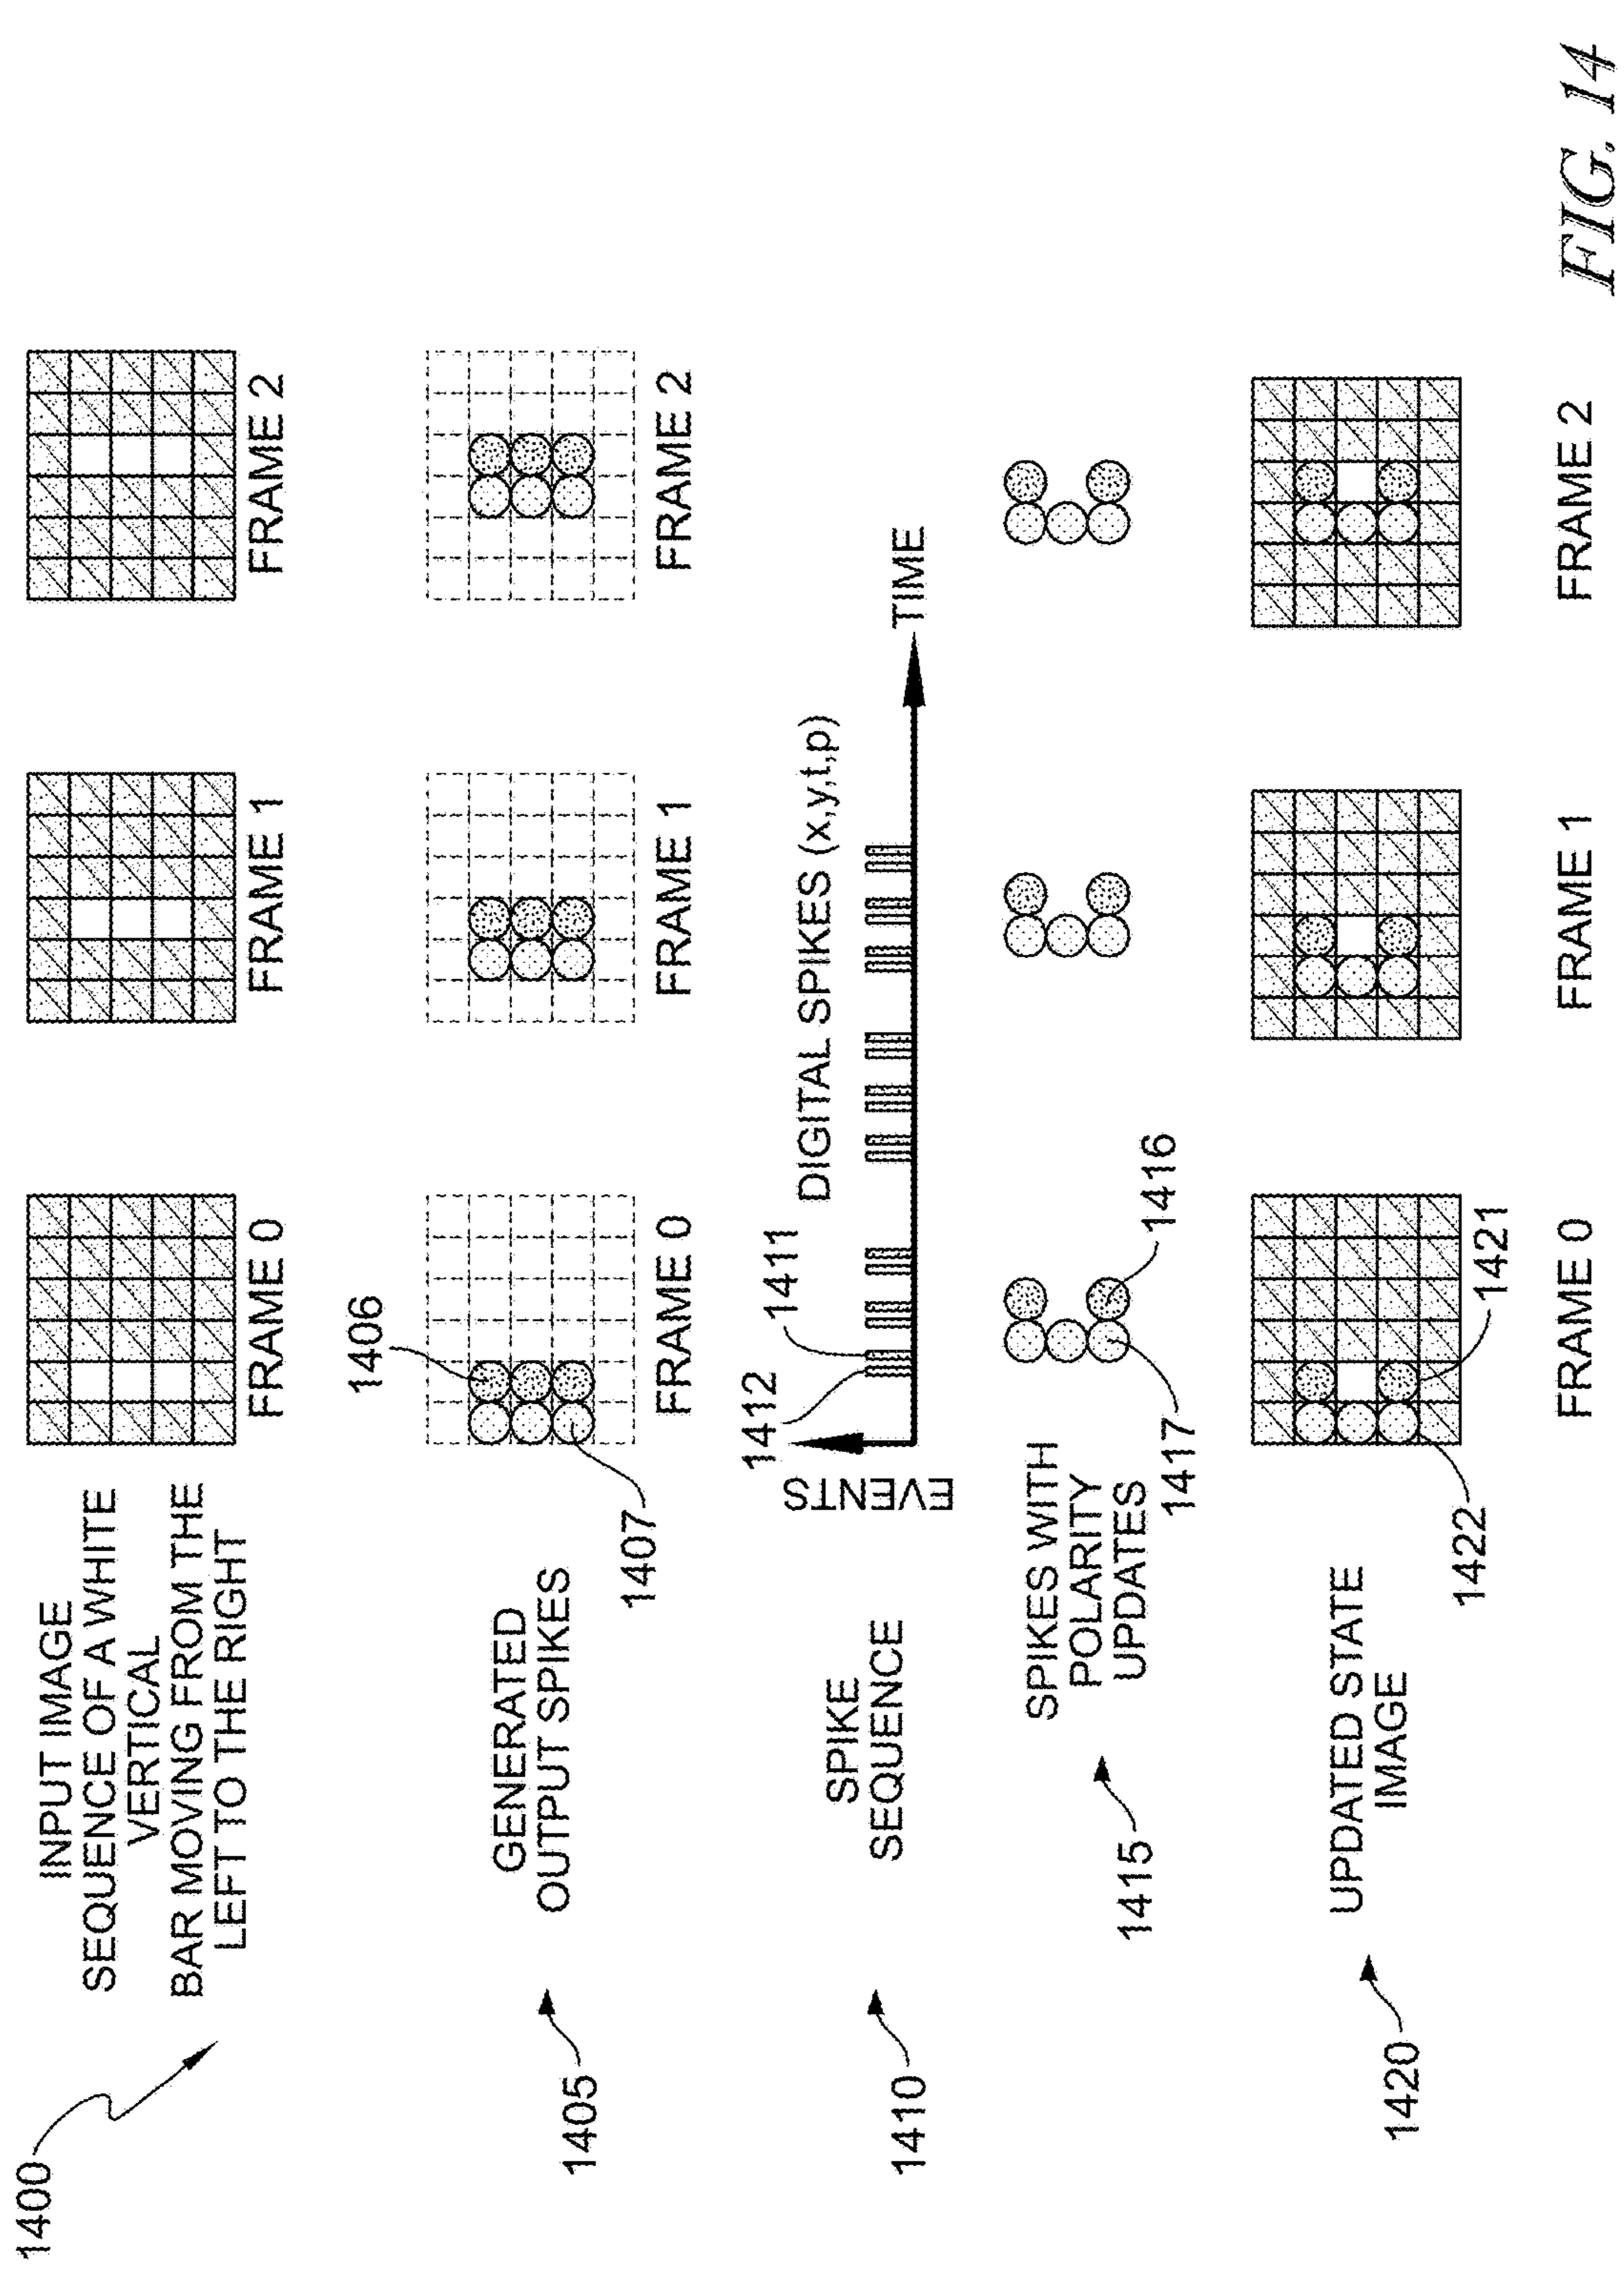 1400
INPUT IMAGE
SEQUENCE OF A WHITE
VERTICAL
BAR MOVING FROM THE
LEFT TO THE RIGHT
FRAME 0
FRAME 1
FRAME 2
1405
GENERATED
OUTPUT SPIKES
1406
1407
FRAME 0
FRAME 1
FRAME 2
1410
SPIKE
SEQUENCE
EVENTS
1412
1411
DIGITAL SPIKES (x,y,t,p)
TIME
1415
SPIKES WITH
POLARITY
UPDATES
1417
1416
1420
UPDATED STATE
IMAGE
1422
1421
FRAME 0
FRAME 1
FRAME 2
FIG. 14